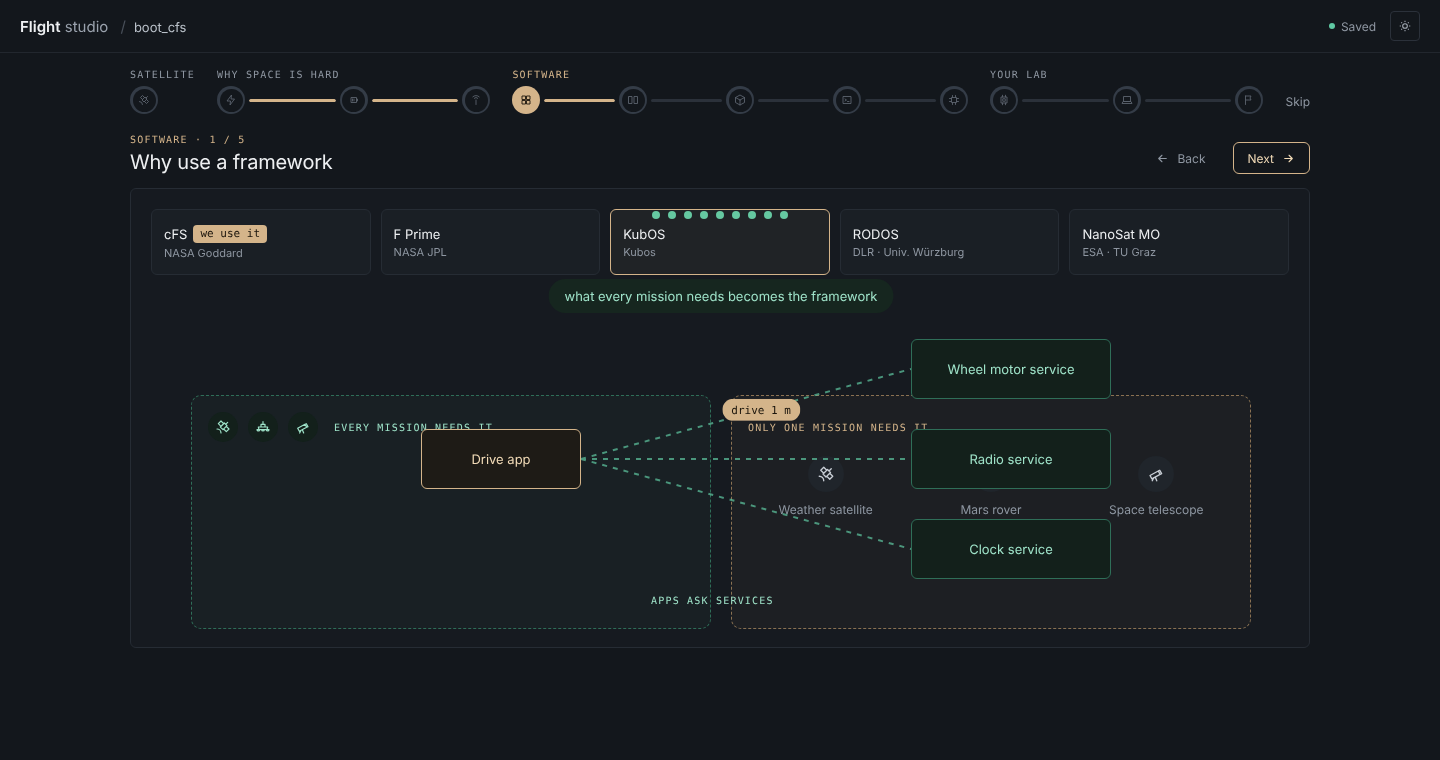 Flight studio / boot_cfs
Saved
SATELLITE
WHY SPACE IS HARD
SOFTWARE
YOUR LAB
Skip
SOFTWARE · 1 / 5
Why use a framework
← Back
Next →
cFS we use it
NASA Goddard
F Prime
NASA JPL
KubOS
Kubos
RODOS
DLR · Univ. Würzburg
NanoSat MO
ESA · TU Graz
what every mission needs becomes the framework
Wheel motor service
drive 1 m
EVERY MISSION NEEDS IT
ONLY ONE MISSION NEEDS IT
Drive app
Radio service
Weather satellite
Mars rover
Space telescope
Clock service
APPS ASK SERVICES